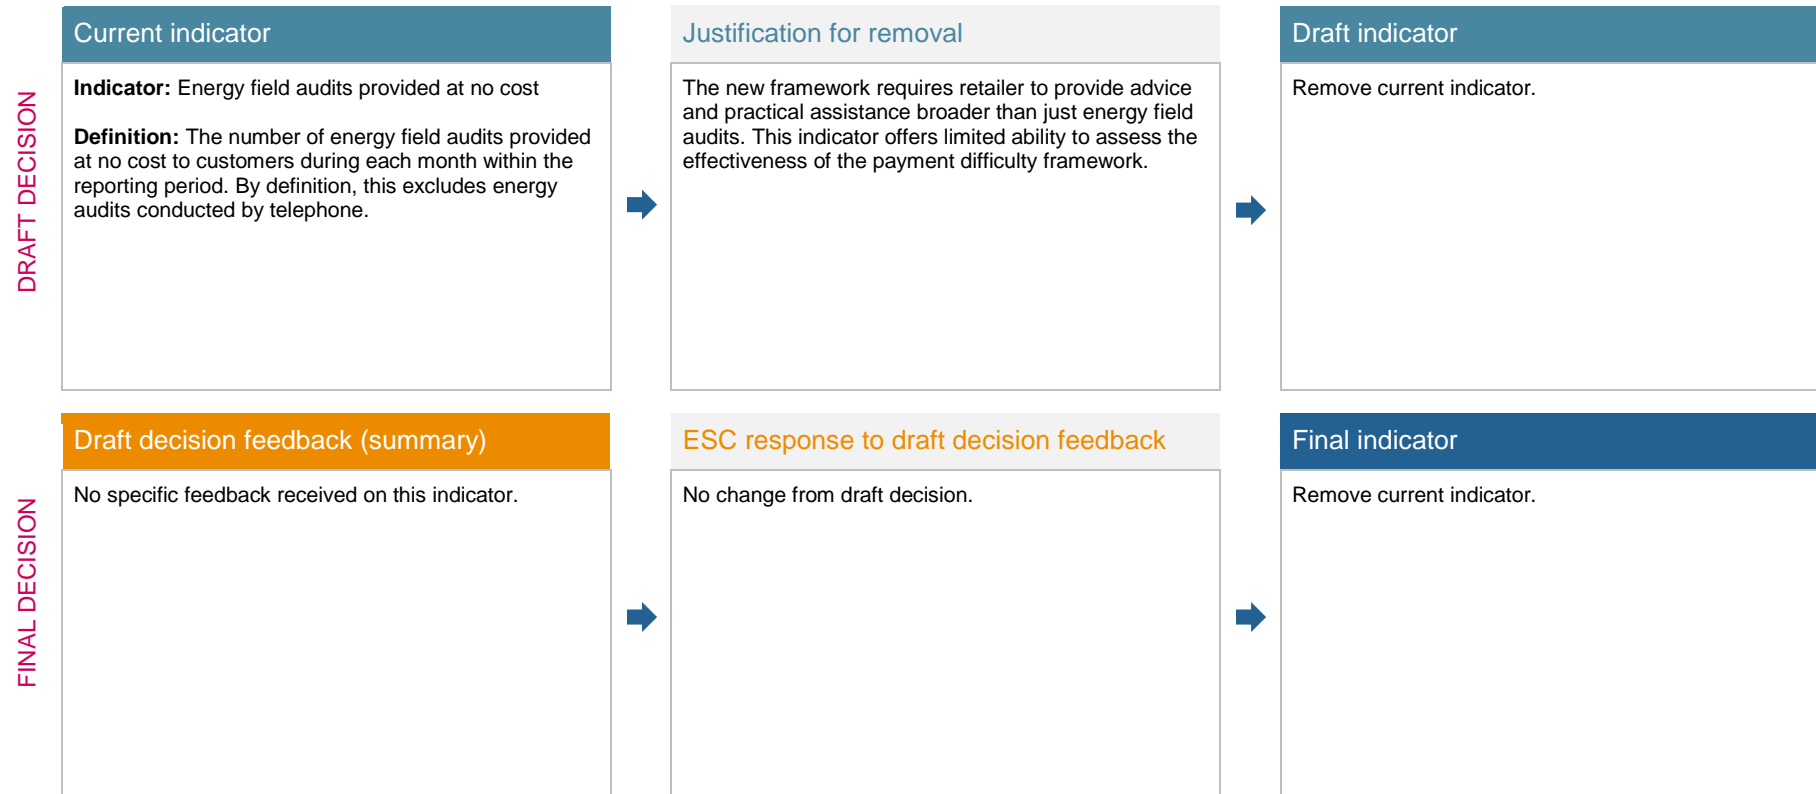 DRAFT DECISION
Current indicator
Indicator: Energy field audits provided at no cost
Definition: The number of energy field audits provided
at no cost to customers during each month within the
reporting period. By definition, this excludes energy
audits conducted by telephone.
Justification for removal
The new framework requires retailer to provide advice
and practical assistance broader than just energy field
audits. This indicator offers limited ability to assess the
effectiveness of the payment difficulty framework.
Draft indicator
Remove current indicator.
FINAL DECISION
Draft decision feedback (summary)
No specific feedback received on this indicator.
ESC response to draft decision feedback
No change from draft decision.
Final indicator
Remove current indicator.